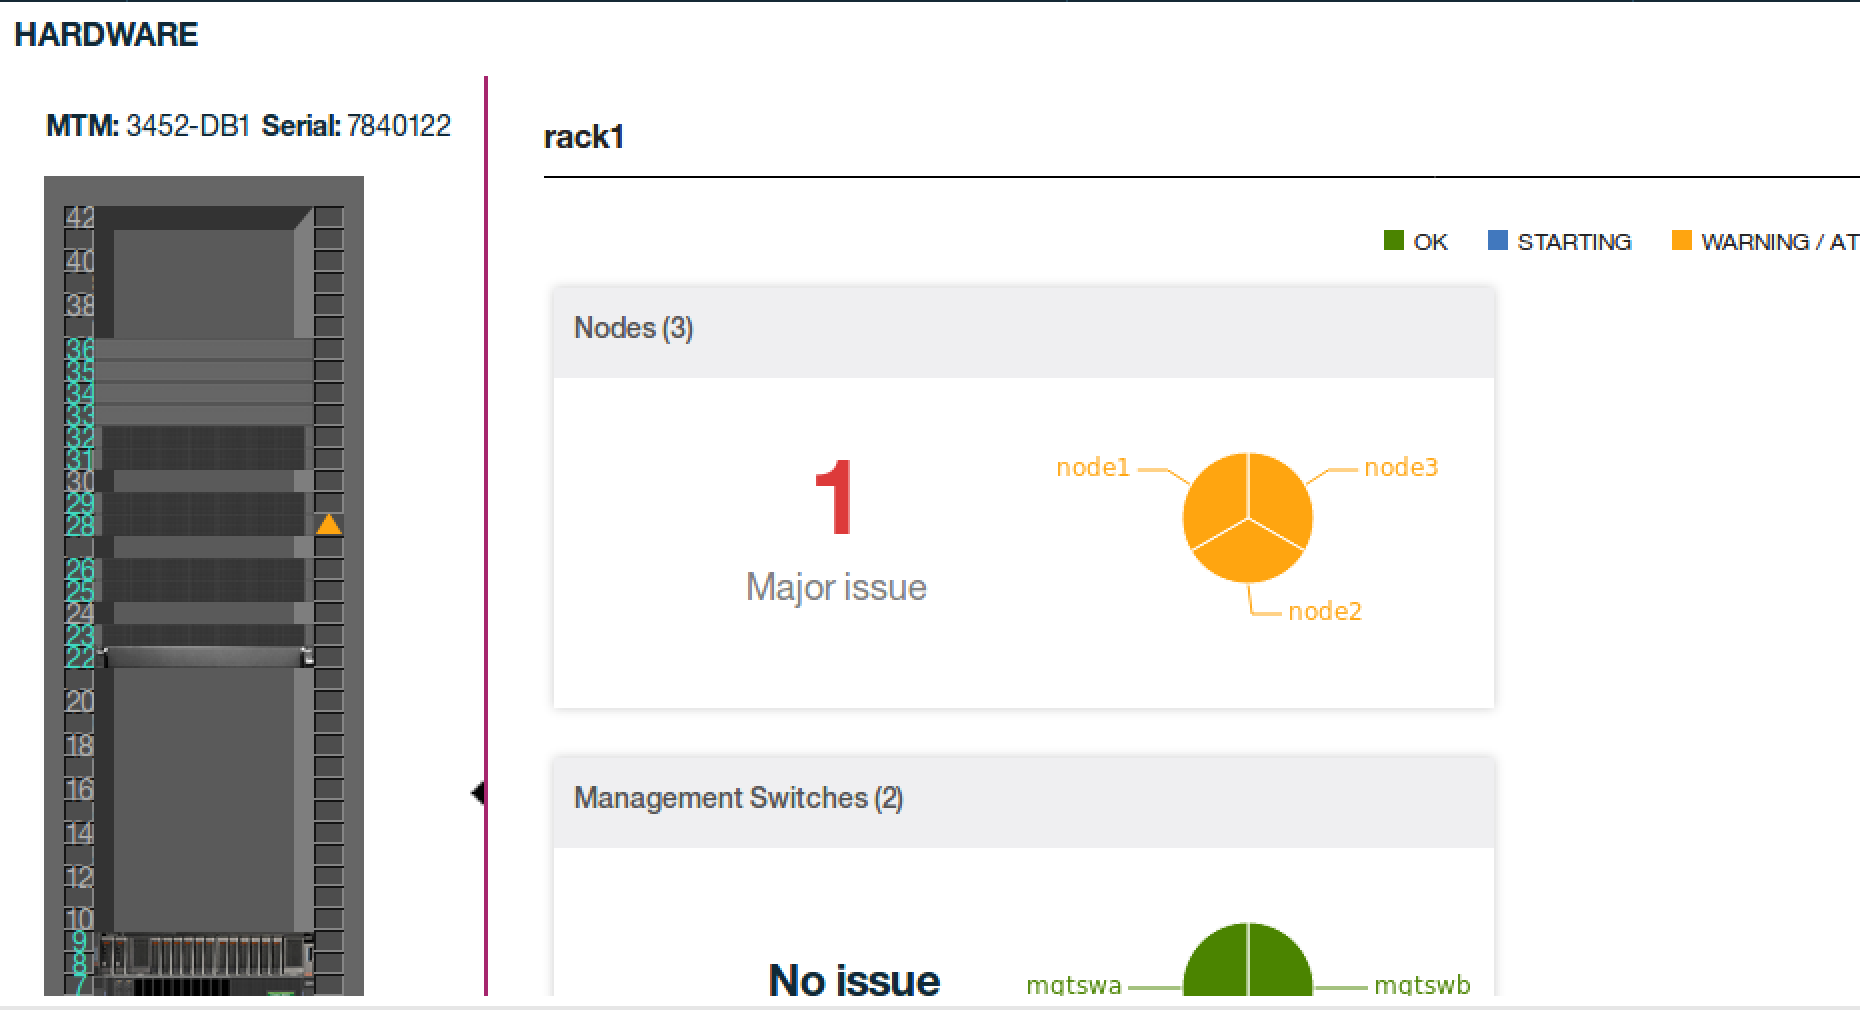 HARDWARE
MTM: 3452-DB1 Serial: 7840122
42
40
38
36
35
34
33
32
31
30
29
28
26
25
24
23
22
20
18
16
14
12
10
9
8
7
rack1
OK STARTING WARNING / AT
Nodes (3)
1
Major issue
node1
node3
node2
Management Switches (2)
No issue
mgtswa
mgtswb